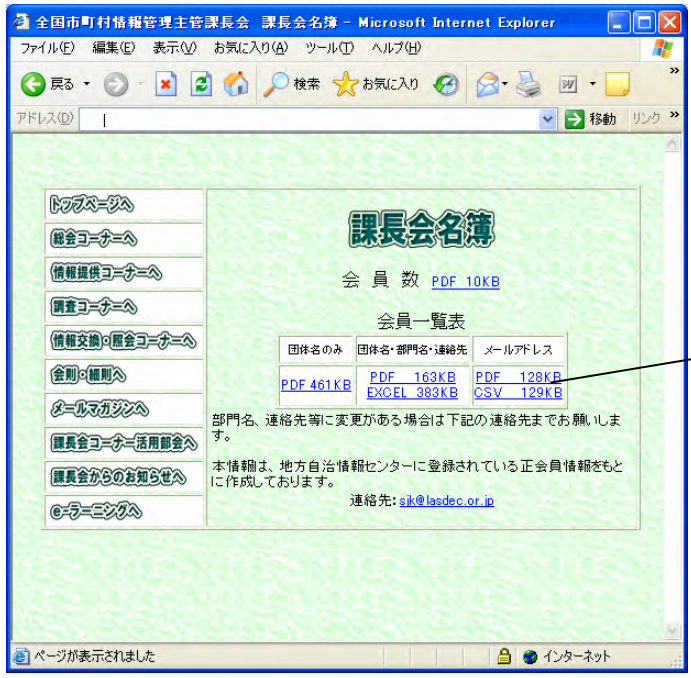 全国市町村情報管理主管課長会 課長会名簿 - Microsoft Internet Explorer
ファイル(F) 編集(E) 表示(V) お気に入り(A) ツール(T) ヘルプ(H)
戻る 検索 お気に入り
アドレス(D) 移動 リンク
トップページへ
総会コーナーへ
情報提供コーナーへ
調査コーナーへ
情報交換・照会コーナーへ
会則・細則へ
メールマガジンへ
課長会コーナー活用部会へ
課長会からのお知らせへ
e-ラーニングへ
課長会名簿
会 員 数 PDF 10KB
会員一覧表
団体名のみ 団体名・部門名・連絡先 メールアドレス
PDF 461KB PDF 163KB PDF 128KB
EXCEL 383KB CSV 129KB
部門名、連絡先等に変更がある場合は下記の連絡先までお願いしま
す。
本情報は、地方自治情報センターに登録されている正会員情報をもと
に作成しております。
連絡先: sjk@lasdec.or.jp
ページが表示されました インターネット